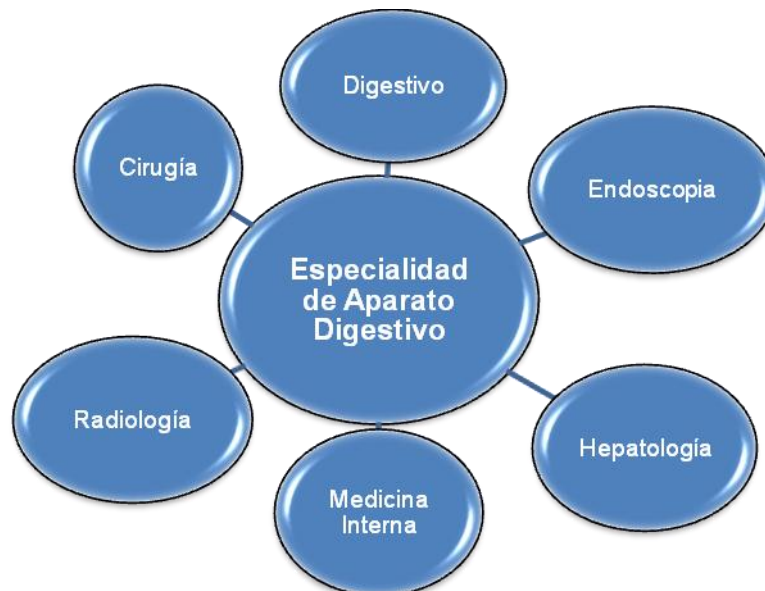 Digestivo
Cirugía
Endoscopia
Especialidad
de Aparato
Digestivo
Radiología
Hepatología
Medicina
Interna